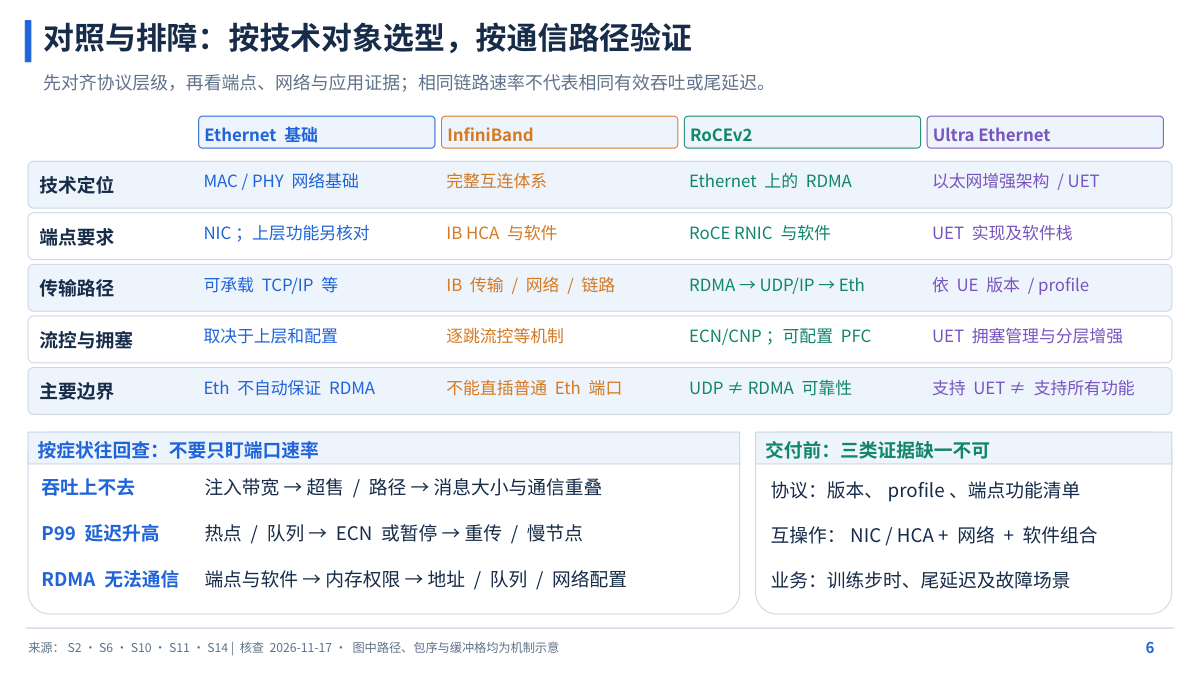 对照与排障：按技术对象选型，按通信路径验证
先对齐协议层级，再看端点、网络与应用证据；相同链路速率不代表相同有效吞吐或尾延迟。
Ethernet 基础 InfiniBand RoCEv2 Ultra Ethernet
技术定位 MAC / PHY 网络基础 完整互连体系 Ethernet 上的 RDMA 以太网增强架构 / UET
端点要求 NIC；上层功能另核对 IB HCA 与软件 RoCE RNIC 与软件 UET 实现及软件栈
传输路径 可承载 TCP/IP 等 IB 传输 / 网络 / 链路 RDMA → UDP/IP → Eth 依 UE 版本 / profile
流控与拥塞 取决于上层和配置 逐跳流控等机制 ECN/CNP；可配置 PFC UET 拥塞管理与分层增强
主要边界 Eth 不自动保证 RDMA 不能直插普通 Eth 端口 UDP ≠ RDMA 可靠性 支持 UET ≠ 支持所有功能
按症状往回查：不要只盯端口速率
吞吐上不去 注入带宽 → 超售 / 路径 → 消息大小与通信重叠
P99 延迟升高 热点 / 队列 → ECN 或暂停 → 重传 / 慢节点
RDMA 无法通信 端点与软件 → 内存权限 → 地址 / 队列 / 网络配置
交付前：三类证据缺一不可
协议：版本、profile、端点功能清单
互操作：NIC / HCA + 网络 + 软件组合
业务：训练步时、尾延迟及故障场景
来源：S2 · S6 · S10 · S11 · S14 | 核查 2026-11-17 · 图中路径、包序与缓冲格均为机制示意
6